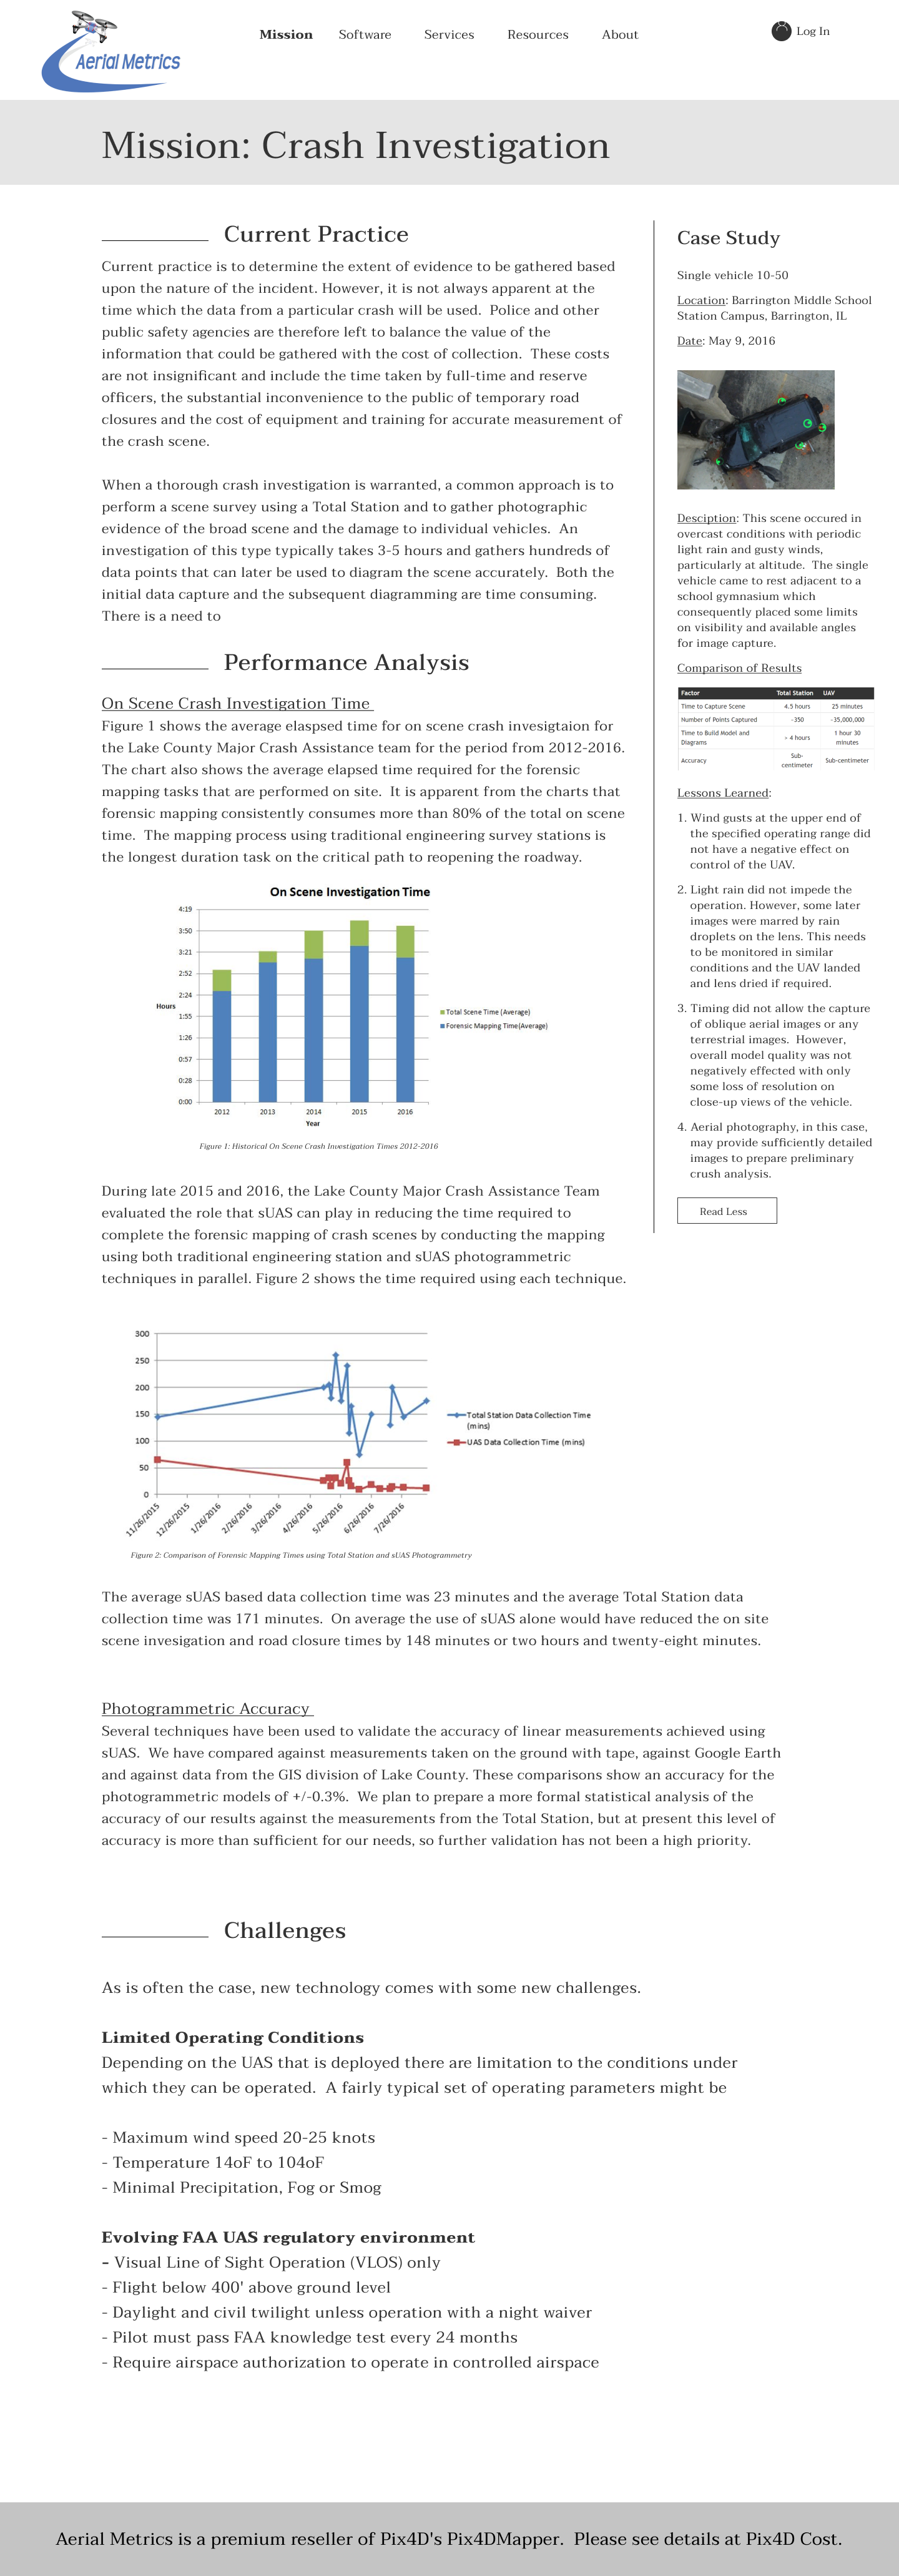 Aerial Metrics
Mission Software Services Resources About
Log In
Mission: Crash Investigation
Current Practice
Current practice is to determine the extent of evidence to be gathered based
upon the nature of the incident. However, it is not always apparent at the
time which the data from a particular crash will be used.  Police and other
public safety agencies are therefore left to balance the value of the
information that could be gathered with the cost of collection.  These costs
are not insignificant and include the time taken by full-time and reserve
officers, the substantial inconvenience to the public of temporary road
closures and the cost of equipment and training for accurate measurement of
the crash scene.
When a thorough crash investigation is warranted, a common approach is to
perform a scene survey using a Total Station and to gather photographic
evidence of the broad scene and the damage to individual vehicles.  An
investigation of this type typically takes 3-5 hours and gathers hundreds of
data points that can later be used to diagram the scene accurately.  Both the
initial data capture and the subsequent diagramming are time consuming.
There is a need to
Performance Analysis
On Scene Crash Investigation Time
Figure 1 shows the average elaspsed time for on scene crash invesigtaion for
the Lake County Major Crash Assistance team for the period from 2012-2016.
The chart also shows the average elapsed time required for the forensic
mapping tasks that are performed on site.  It is apparent from the charts that
forensic mapping consistently consumes more than 80% of the total on scene
time.  The mapping process using traditional engineering survey stations is
the longest duration task on the critical path to reopening the roadway.
On Scene Investigation Time
4:19
3:50
3:21
2:52
2:24
1:55
1:26
0:57
0:28
0:00
Hours
2012 2013 2014 2015 2016
Year
Total Scene Time (Average)
Forensic Mapping Time(Average)
Figure 1: Historical On Scene Crash Investigation Times 2012-2016
During late 2015 and 2016, the Lake County Major Crash Assistance Team
evaluated the role that sUAS can play in reducing the time required to
complete the forensic mapping of crash scenes by conducting the mapping
using both traditional engineering station and sUAS photogrammetric
techniques in parallel. Figure 2 shows the time required using each technique.
300
250
200
150
100
50
0
11/26/2015 12/26/2015 1/26/2016 2/26/2016 3/26/2016 4/26/2016 5/26/2016 6/26/2016 7/26/2016
Total Station Data Collection Time
(mins)
UAS Data Collection Time (mins)
Figure 2: Comparison of Forensic Mapping Times using Total Station and sUAS Photogrammetry
The average sUAS based data collection time was 23 minutes and the average Total Station data
collection time was 171 minutes.  On average the use of sUAS alone would have reduced the on site
scene invesigation and road closure times by 148 minutes or two hours and twenty-eight minutes.
Photogrammetric Accuracy
Several techniques have been used to validate the accuracy of linear measurements achieved using
sUAS.  We have compared against measurements taken on the ground with tape, against Google Earth
and against data from the GIS division of Lake County. These comparisons show an accuracy for the
photogrammetric models of +/-0.3%.  We plan to prepare a more formal statistical analysis of the
accuracy of our results against the measurements from the Total Station, but at present this level of
accuracy is more than sufficient for our needs, so further validation has not been a high priority.
Challenges
As is often the case, new technology comes with some new challenges.
Limited Operating Conditions
Depending on the UAS that is deployed there are limitation to the conditions under
which they can be operated.  A fairly typical set of operating parameters might be
- Maximum wind speed 20-25 knots
- Temperature 14oF to 104oF
- Minimal Precipitation, Fog or Smog
Evolving FAA UAS regulatory environment
- Visual Line of Sight Operation (VLOS) only
- Flight below 400' above ground level
- Daylight and civil twilight unless operation with a night waiver
- Pilot must pass FAA knowledge test every 24 months
- Require airspace authorization to operate in controlled airspace
Case Study
Single vehicle 10-50
Location: Barrington Middle School
Station Campus, Barrington, IL
Date: May 9, 2016
Desciption: This scene occured in
overcast conditions with periodic
light rain and gusty winds,
particularly at altitude.  The single
vehicle came to rest adjacent to a
school gymnasium which
consequently placed some limits
on visibility and available angles
for image capture.
Comparison of Results
Factor Total Station UAV
Time to Capture Scene 4.5 hours 25 minutes
Number of Points Captured ~350 ~35,000,000
Time to Build Model and
Diagrams > 4 hours 1 hour 30
minutes
Accuracy Sub-
centimeter Sub-centimeter
Lessons Learned:
1. Wind gusts at the upper end of
the specified operating range did
not have a negative effect on
control of the UAV.
2. Light rain did not impede the
operation. However, some later
images were marred by rain
droplets on the lens. This needs
to be monitored in similar
conditions and the UAV landed
and lens dried if required.
3. Timing did not allow the capture
of oblique aerial images or any
terrestrial images.  However,
overall model quality was not
negatively effected with only
some loss of resolution on
close-up views of the vehicle.
4. Aerial photography, in this case,
may provide sufficiently detailed
images to prepare preliminary
crush analysis.
Read Less
Aerial Metrics is a premium reseller of Pix4D's Pix4DMapper.  Please see details at Pix4D Cost.